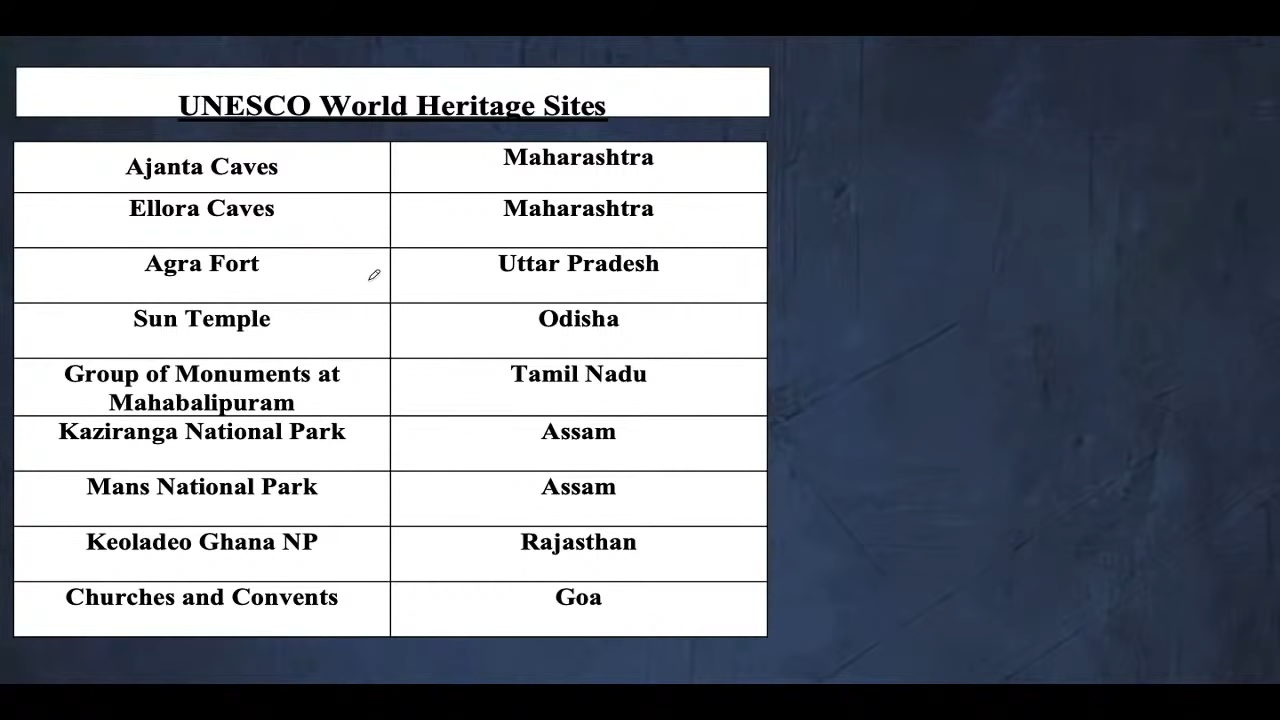 UNESCO World Heritage Sites
Ajanta Caves Maharashtra
Ellora Caves Maharashtra
Agra Fort Uttar Pradesh
Sun Temple Odisha
Group of Monuments at Tamil Nadu
Mahabalipuram
Kaziranga National Park Assam
Mans National Park Assam
Keoladeo Ghana NP Rajasthan
Churches and Convents Goa